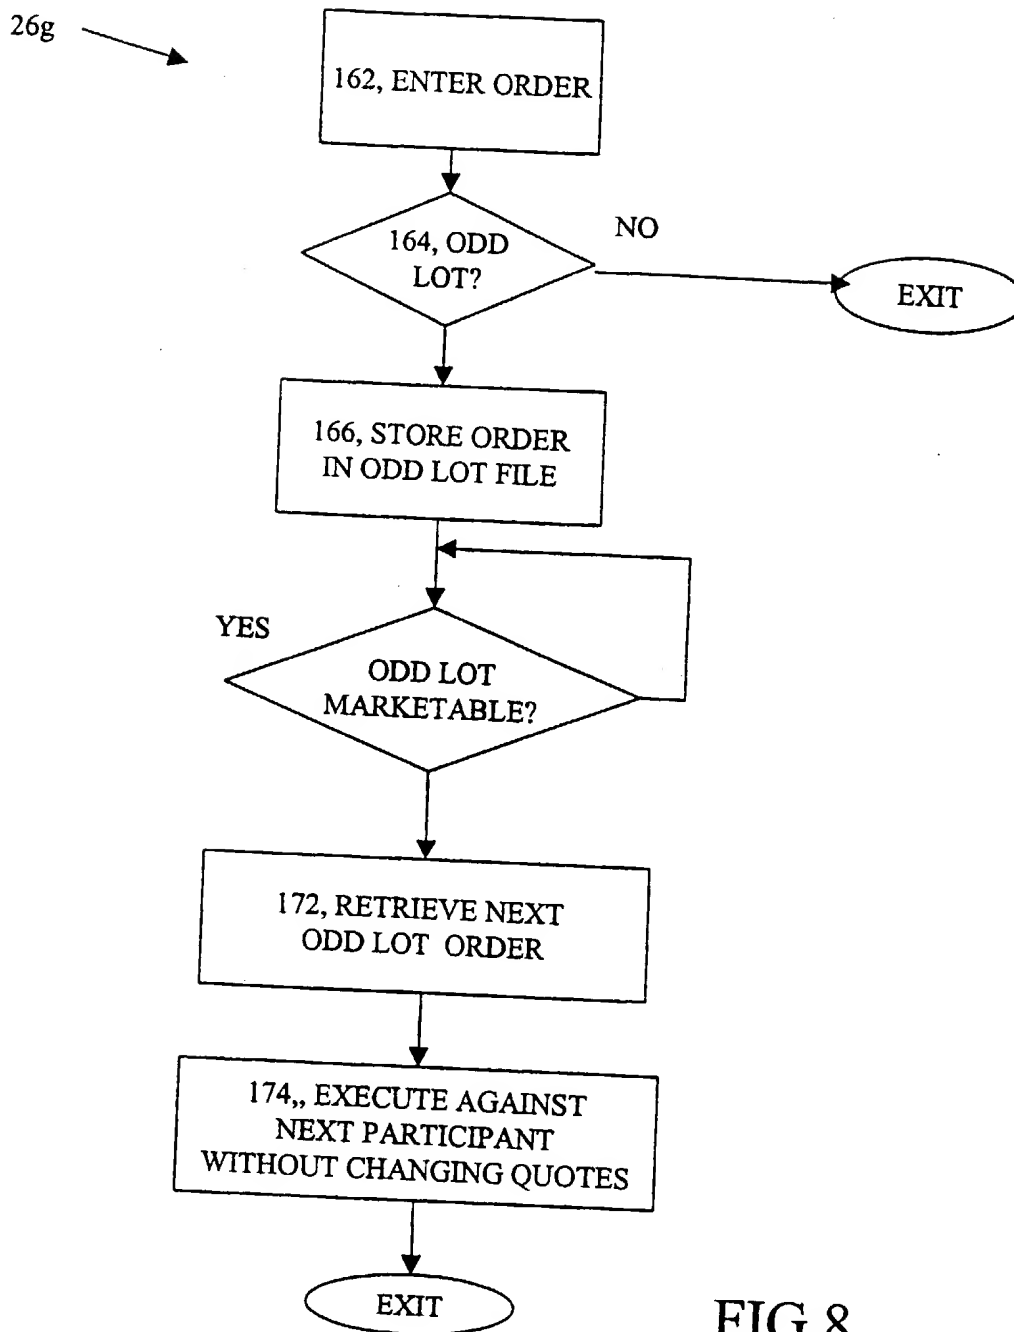 26g
162, ENTER ORDER
164, ODD
LOT?
NO
EXIT
166, STORE ORDER
IN ODD LOT FILE
YES
ODD LOT
MARKETABLE?
172, RETRIEVE NEXT
ODD LOT ORDER
174,, EXECUTE AGAINST
NEXT PARTICIPANT
WITHOUT CHANGING QUOTES
EXIT
FIG 8